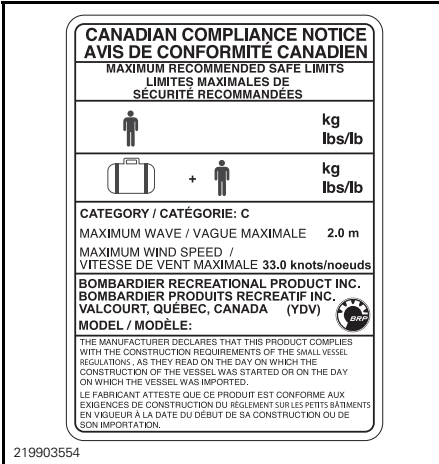 CANADIAN COMPLIANCE NOTICE
AVIS DE CONFORMITÉ CANADIEN
MAXIMUM RECOMMENDED SAFE LIMITS
LIMITES MAXIMALES DE
SÉCURITÉ RECOMMANDÉES
kg
lbs/lb
+
kg
lbs/lb
CATEGORY / CATÉGORIE: C
MAXIMUM WAVE / VAGUE MAXIMALE 2.0 m
MAXIMUM WIND SPEED /
VITESSE DE VENT MAXIMALE 33.0 knots/noeuds
BOMBARDIER RECREATIONAL PRODUCT INC.
BOMBARDIER PRODUITS RECREATIF INC.
VALCOURT, QUÉBEC, CANADA (YDV)
BRP
MODEL / MODÈLE:
THE MANUFACTURER DECLARES THAT THIS PRODUCT COMPLIES
WITH THE CONSTRUCTION REQUIREMENTS OF THE SMALL VESSEL
REGULATIONS , AS THEY READ ON THE DAY ON WHICH THE
CONSTRUCTION OF THE VESSEL WAS STARTED OR ON THE DAY
ON WHICH THE VESSEL WAS IMPORTED.
LE FABRICANT ATTESTE QUE CE PRODUIT EST CONFORME AUX
EXIGENCES DE CONSTRUCTION DU RÈGLEMENT SUR LES PETITS BÂTIMENTS
EN VIGUEUR À LA DATE DU DÉBUT DE SA CONSTRUCTION OU DE
SON IMPORTATION.
219903554